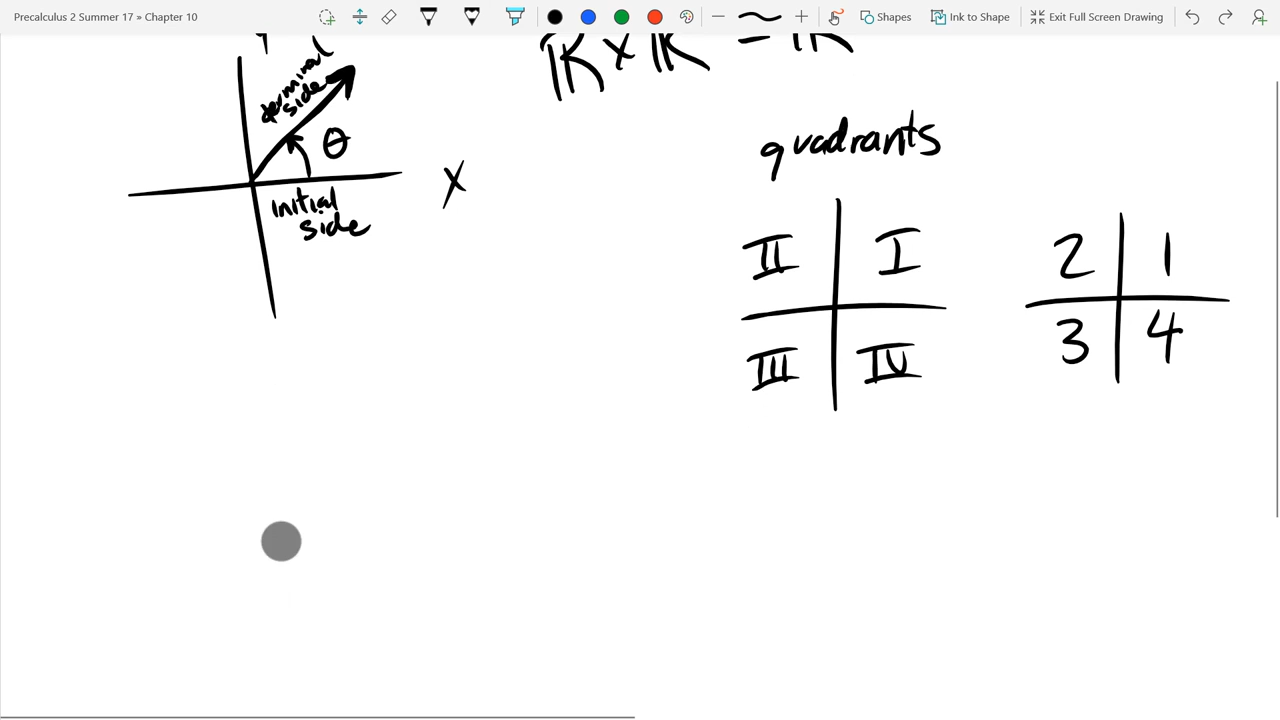 Precalculus 2 Summer 17 » Chapter 10
Shapes
Ink to Shape
Exit Full Screen Drawing
terminal
side
θ
X
initial
side
quadrants
II I
III IV
2 1
3 4